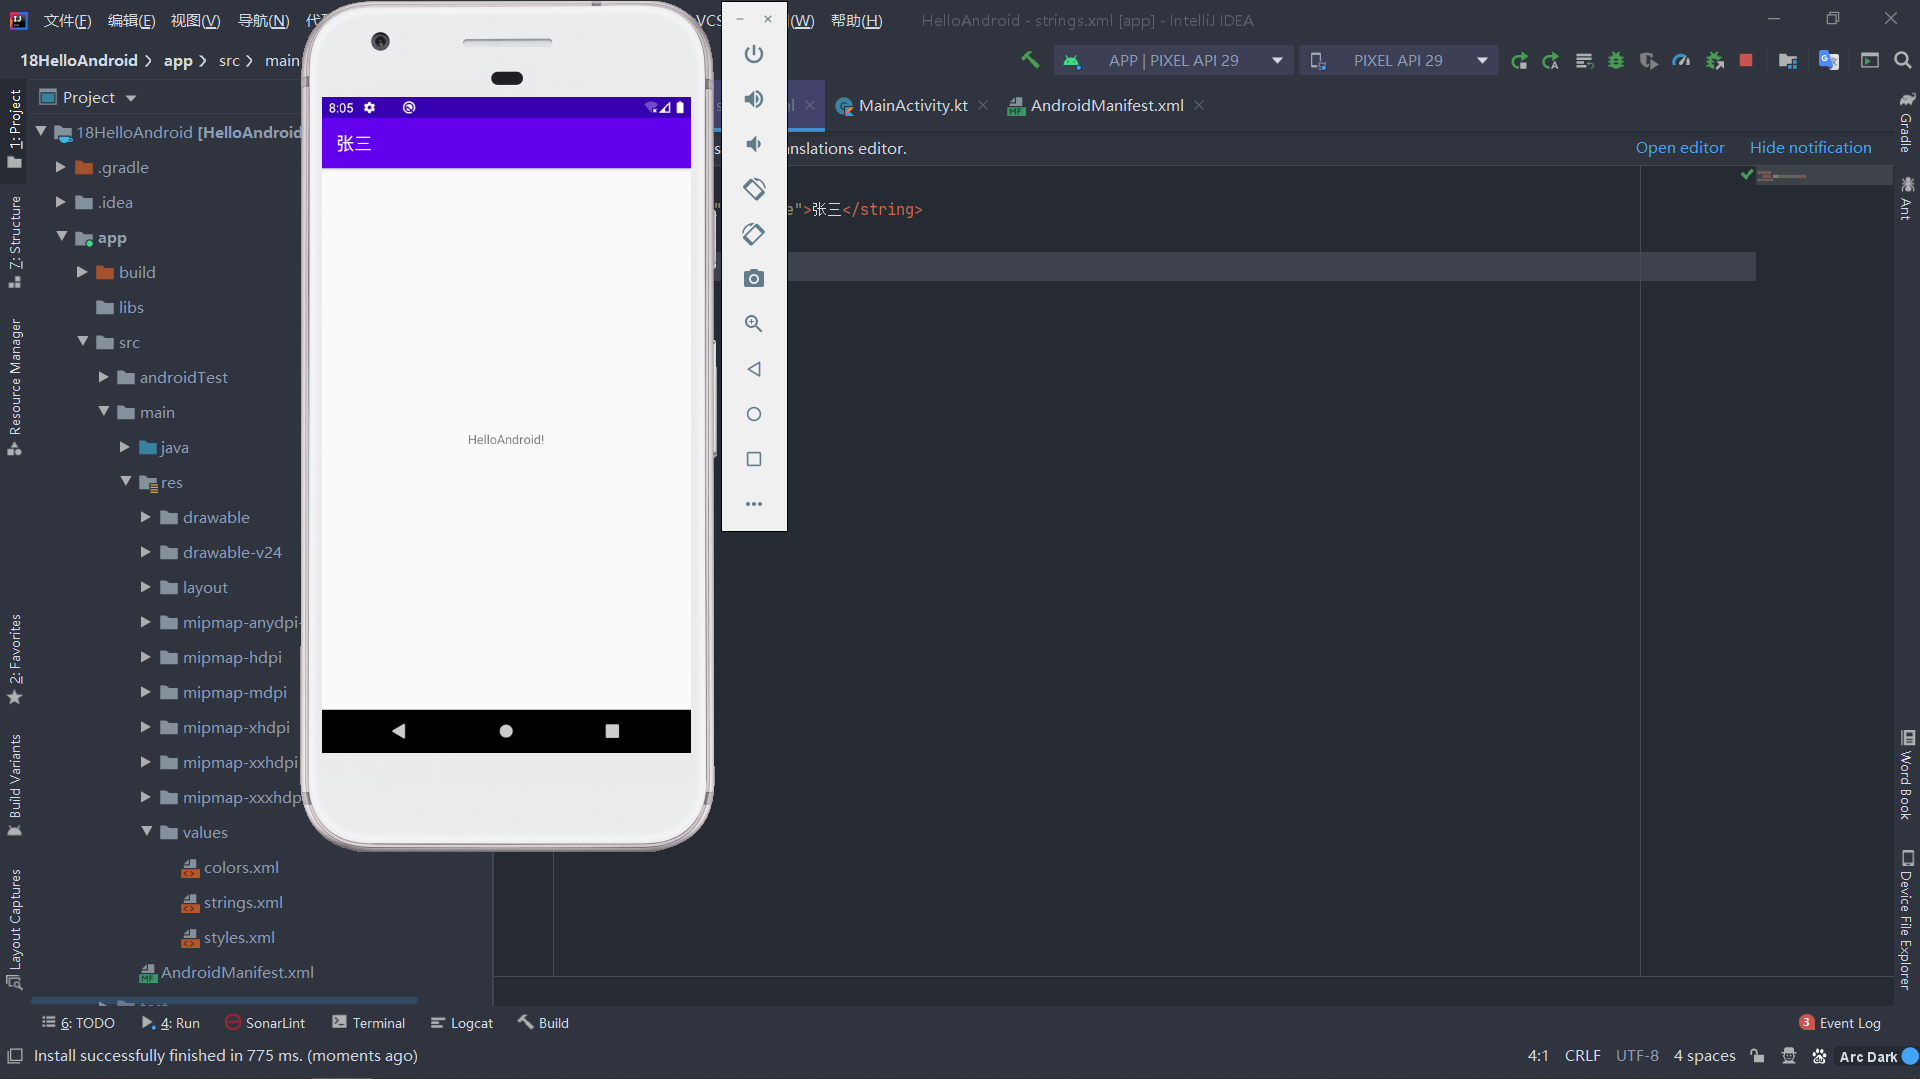 文件(F) 编辑(E) 视图(V) 导航(N) VCS (W) 帮助(H) HelloAndroid - strings.xml [app] - IntelliJ IDEA
18HelloAndroid app src main APP | PIXEL API 29 PIXEL API 29
Project MainActivity.kt AndroidManifest.xml
18HelloAndroid [HelloAndroid
.gradle
.idea
app
build
libs
src
androidTest
main
java
res
drawable
drawable-v24
layout
mipmap-anydpi-
mipmap-hdpi
mipmap-mdpi
mipmap-xhdpi
mipmap-xxhdpi
mipmap-xxxhdp
values
colors.xml
strings.xml
styles.xml
AndroidManifest.xml
1: Project
7: Structure
Resource Manager
2: Favorites
Build Variants
Layout Captures
8:05
张三
HelloAndroid!
anslations editor. Open editor Hide notification
">张三</string>
Gradle
Ant
Word Book
Device File Explorer
6: TODO 4: Run SonarLint Terminal Logcat Build 3 Event Log
Install successfully finished in 775 ms. (moments ago) 4:1 CRLF UTF-8 4 spaces Arc Dark